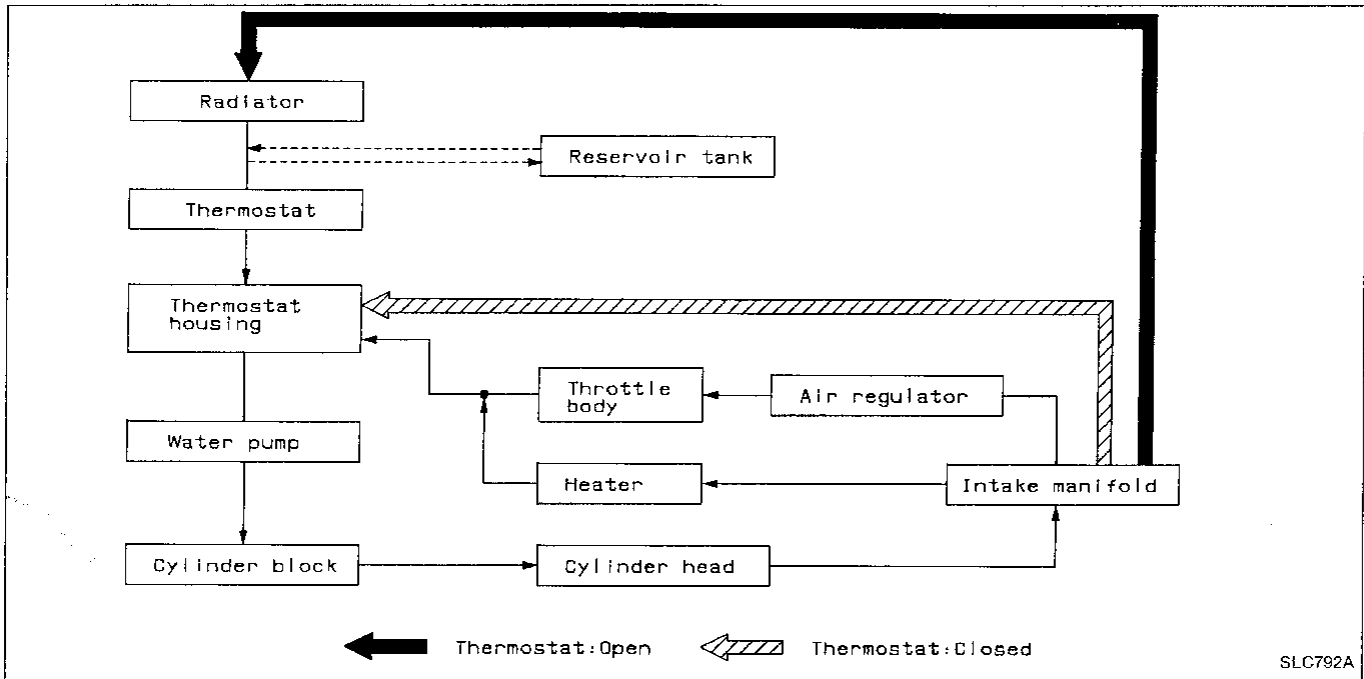 Radiator
Reservoir tank
Thermostat
Thermostat
housing
Throttle
body
Air regulator
Water pump
Heater
Intake manifold
Cylinder block
Cylinder head
Thermostat:Open
Thermostat:Closed
SLC792A